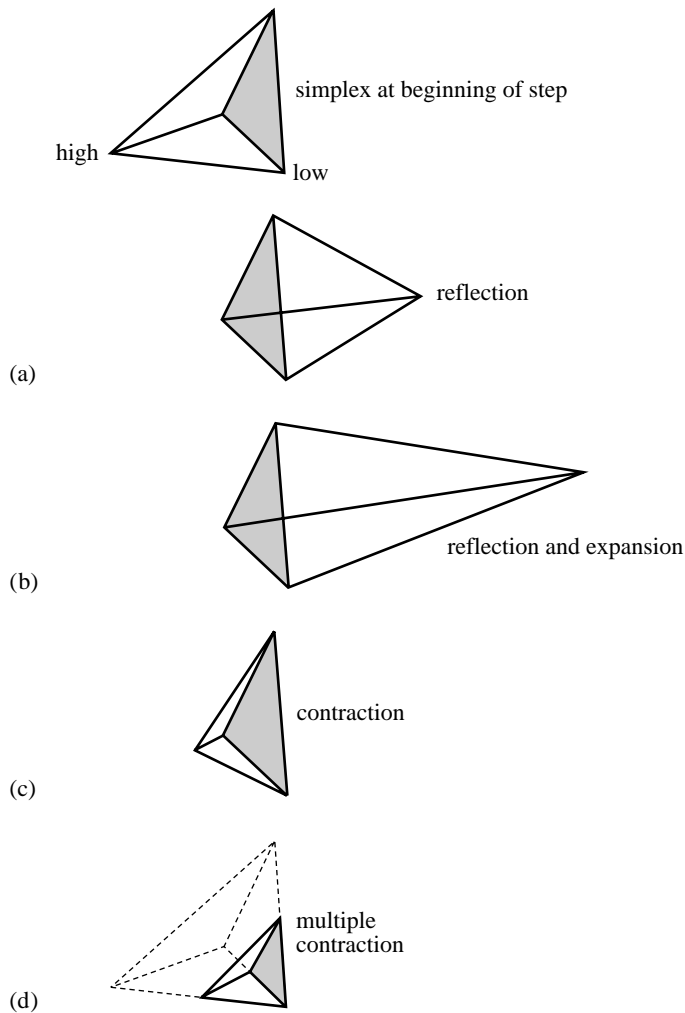 simplex at beginning of step
high
low
reflection
(a)
reflection and expansion
(b)
contraction
(c)
multiple
contraction
(d)